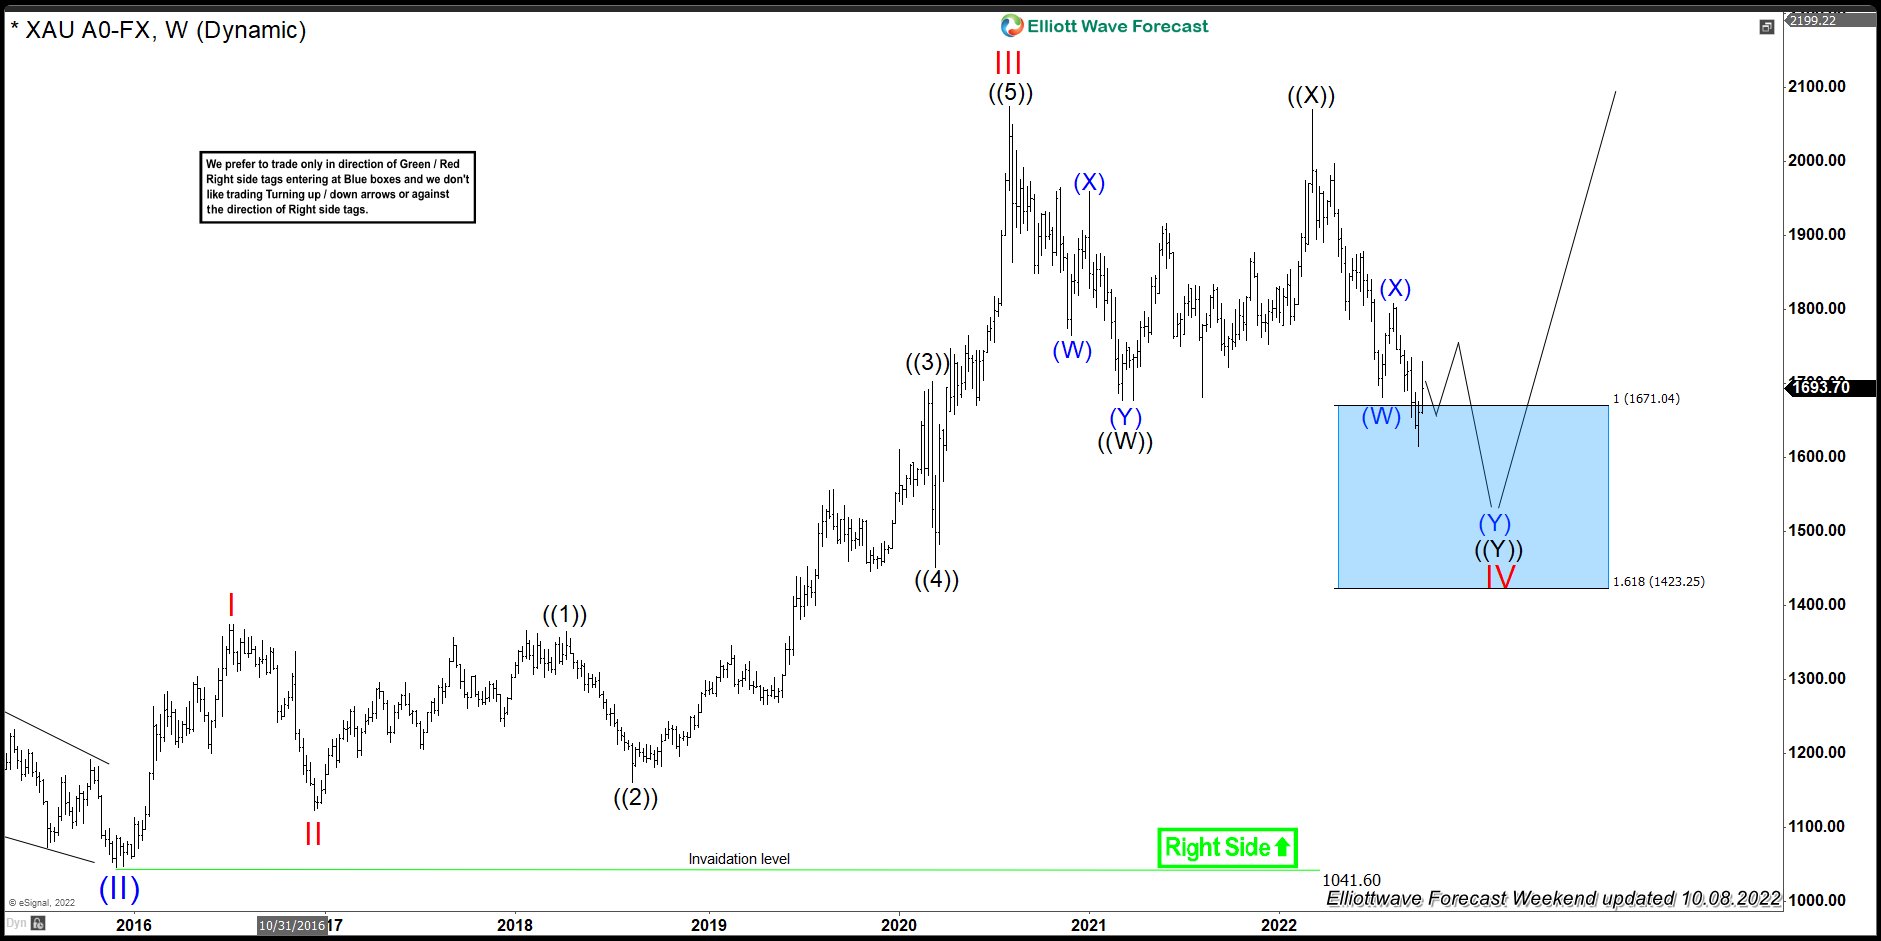 * XAU A0-FX, W (Dynamic)
Elliott Wave Forecast
2199.22
III
((5))
((X))
2100.00
We prefer to trade only in direction of Green / Red
Right side tags entering at Blue boxes and we don't
like trading Turning up / down arrows or against
the direction of Right side tags.
2000.00
(X)
1900.00
(X)
1800.00
(W)
((3))
1693.70
1 (1671.04)
(W)
(Y)
((W))
1600.00
(Y)
1500.00
((Y))
IV
1.618 (1423.25)
((4))
I
((1))
1400.00
1300.00
1200.00
((2))
II
1100.00
Right Side
Invaidation level
1041.60
(II)
Elliottwave Forecast Weekend updated 10.08.2022
1000.00
© eSignal, 2022
Dyn
2016
10/31/2016
17
2018
2019
2020
2021
2022